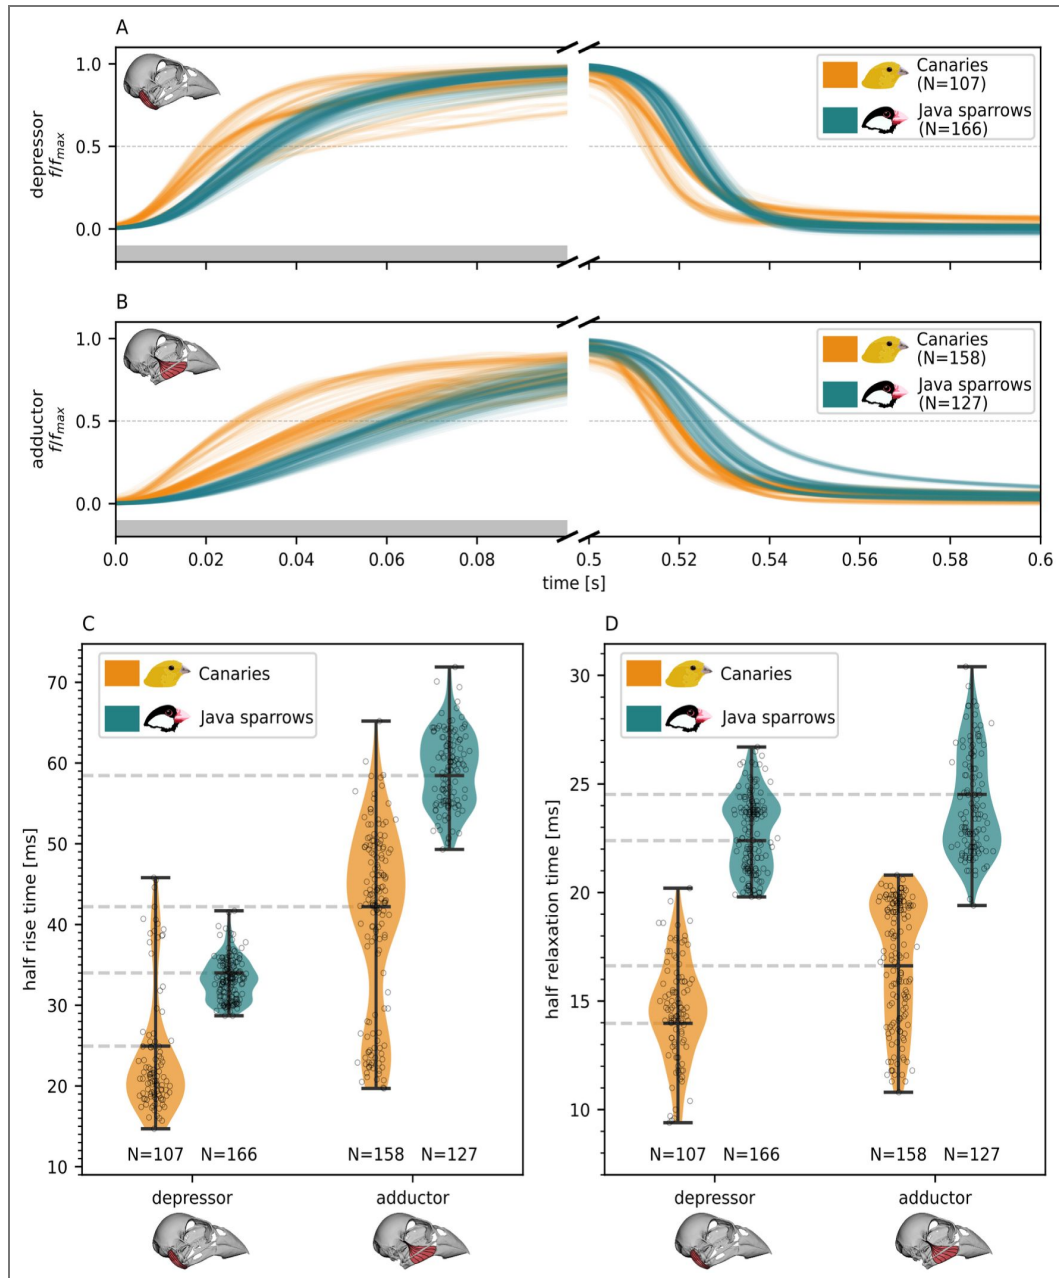 A
1.0
0.5
0.0
depressor
f/fmax
Canaries
(N=107)
Java sparrows
(N=166)
B
1.0
0.5
0.0
adductor
f/fmax
Canaries
(N=158)
Java sparrows
(N=127)
0.0 0.02 0.04 0.06 0.08 0.5 0.52 0.54 0.56 0.58 0.6
time [s]
C
Canaries
Java sparrows
70
60
50
40
30
20
10
half rise time [ms]
N=107 N=166 N=158 N=127
depressor adductor
D
Canaries
Java sparrows
30
25
20
15
10
half relaxation time [ms]
N=107 N=166 N=158 N=127
depressor adductor